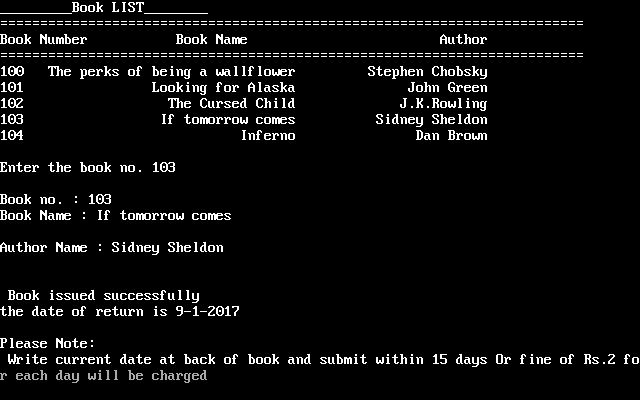 _________Book LIST________
=========================================================================
Book Number Book Name Author
=========================================================================
100 The perks of being a wallflower Stephen Chobsky
101 Looking for Alaska John Green
102 The Cursed Child J.K.Rowling
103 If tomorrow comes Sidney Sheldon
104 Inferno Dan Brown
Enter the book no. 103
Book no. : 103
Book Name : If tomorrow comes
Author Name : Sidney Sheldon
Book issued successfully
the date of return is 9-1-2017
Please Note:
Write current date at back of book and submit within 15 days Or fine of Rs.2 fo
r each day will be charged